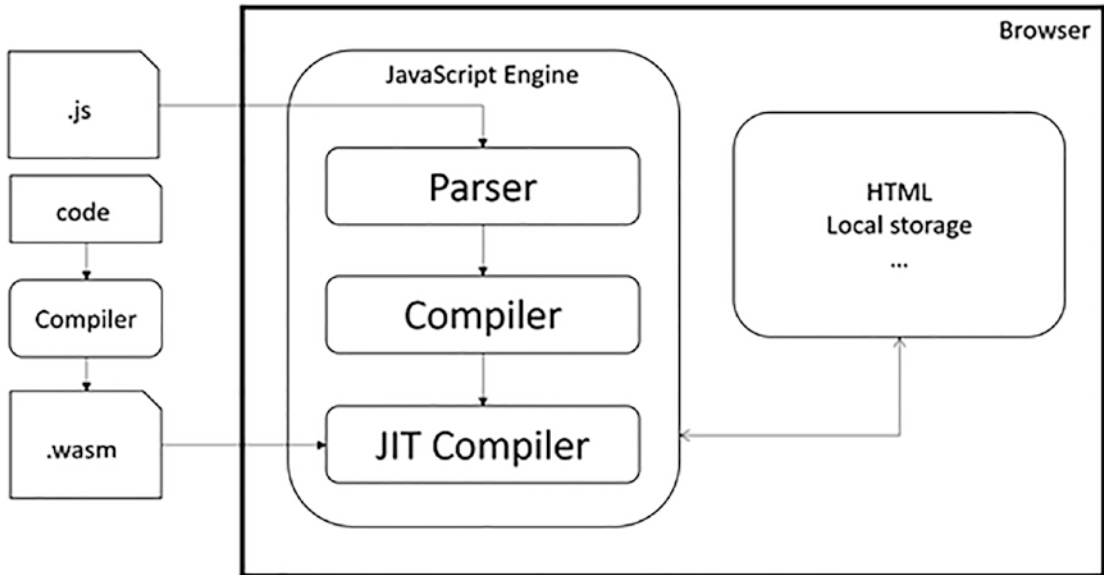 Browser
JavaScript Engine
.js
Parser
HTML
Local storage
...
code
Compiler
Compiler
.wasm
JIT Compiler